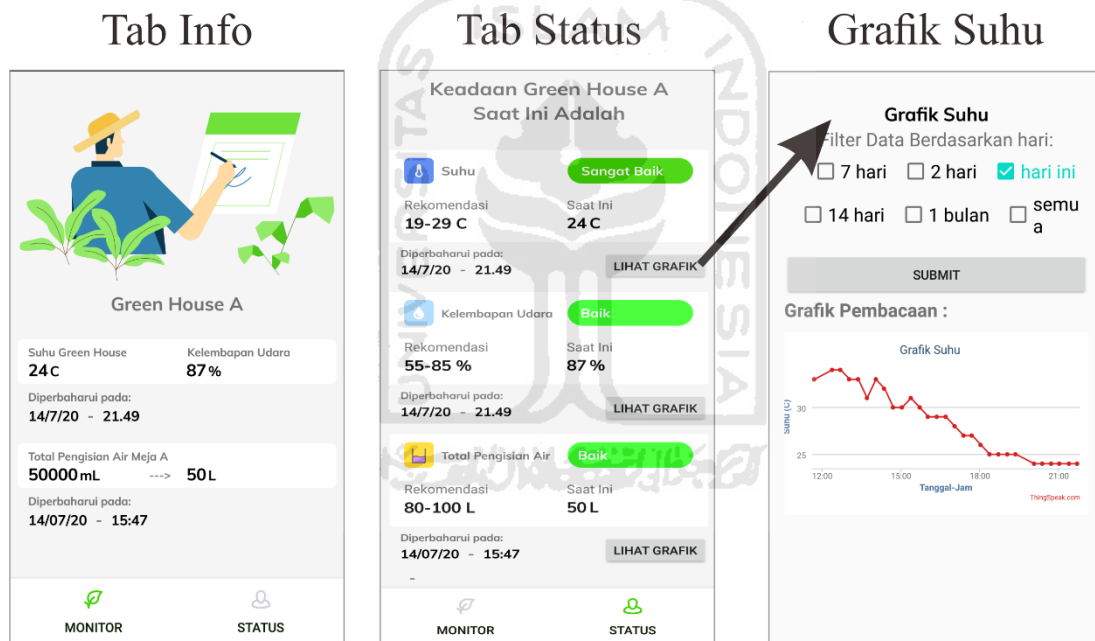 Tab Info
Green House A
Suhu Green House Kelembapan Udara
24 C 87 %
Diperbaharui pada:
14/7/20 - 21.49
Total Pengisian Air Meja A
50000 mL ---> 50 L
Diperbaharui pada:
14/07/20 - 15:47
MONITOR STATUS
Tab Status
Keadaan Green House A
Saat Ini Adalah
Suhu Sangat Baik
Rekomendasi Saat Ini
19-29 C 24 C
Diperbaharui pada:
14/7/20 - 21.49 LIHAT GRAFIK
Kelembapan Udara Baik
Rekomendasi Saat Ini
55-85 % 87 %
Diperbaharui pada:
14/7/20 - 21.49 LIHAT GRAFIK
Total Pengisian Air Baik
Rekomendasi Saat Ini
80-100 L 50 L
Diperbaharui pada:
14/07/20 - 15:47 LIHAT GRAFIK
-
MONITOR STATUS
Grafik Suhu
Grafik Suhu
Filter Data Berdasarkan hari:
7 hari 2 hari hari ini
14 hari 1 bulan semu
a
SUBMIT
Grafik Pembacaan :
Grafik Suhu
Suhu (C)
30
25
12:00 15:00 18:00 21:00
Tanggal-Jam
ThingSpeak.com
UNIVERSITAS
ISLAM
INDONESIA